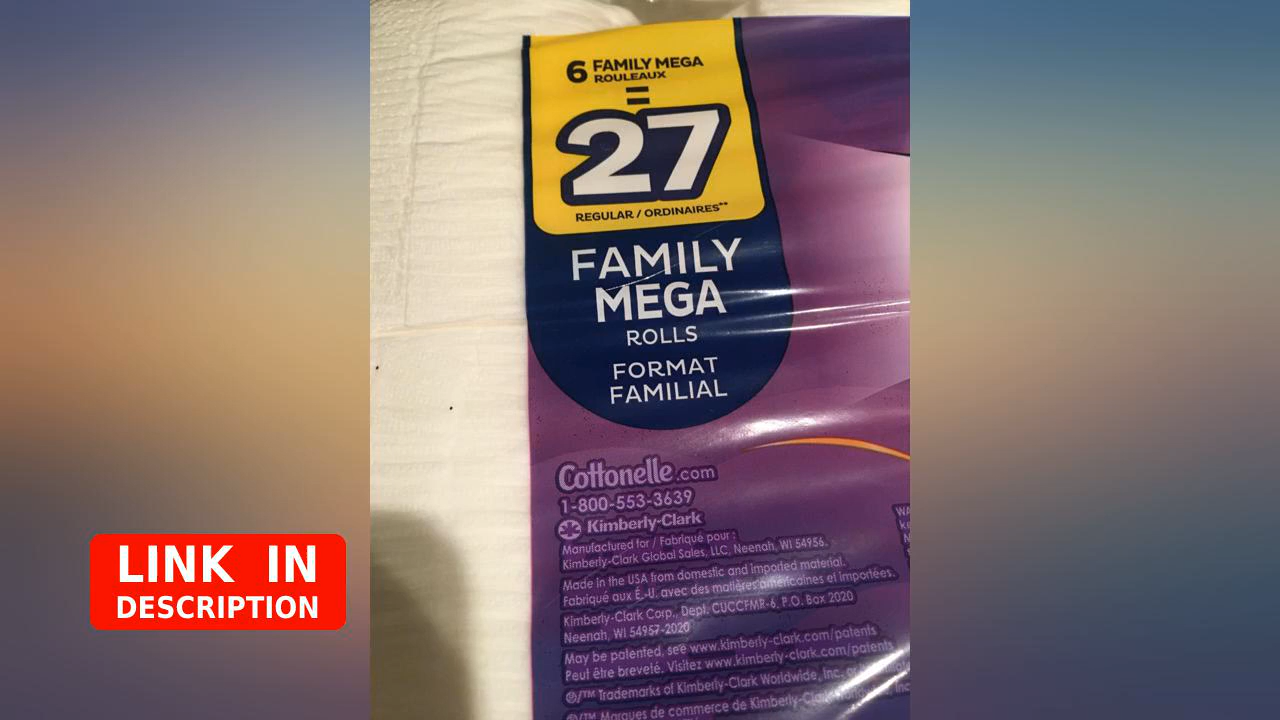 6 FAMILY MEGA
ROULEAUX
=
27
REGULAR / ORDINAIRES**
FAMILY
MEGA
ROLLS
FORMAT
FAMILIAL
Cottonelle.com
1-800-553-3639
Kimberly-Clark
Manufactured for / Fabriqué pour :
Kimberly-Clark Global Sales, LLC, Neenah, WI 54956.
Made in the USA from domestic and imported material.
Fabriqué aux É.-U. avec des matières américaines et importées.
Kimberly-Clark Corp., Dept. CUCCFMR-6, P.O. Box 2020
Neenah, WI 54957-2020
May be patented, see www.kimberly-clark.com/patents
Peut être breveté. Visitez www.kimberly-clark.com/patents
®/™ Trademarks of Kimberly-Clark Worldwide, Inc. or
®/™ Marques de commerce de Kimberly-Clark
LINK IN
DESCRIPTION